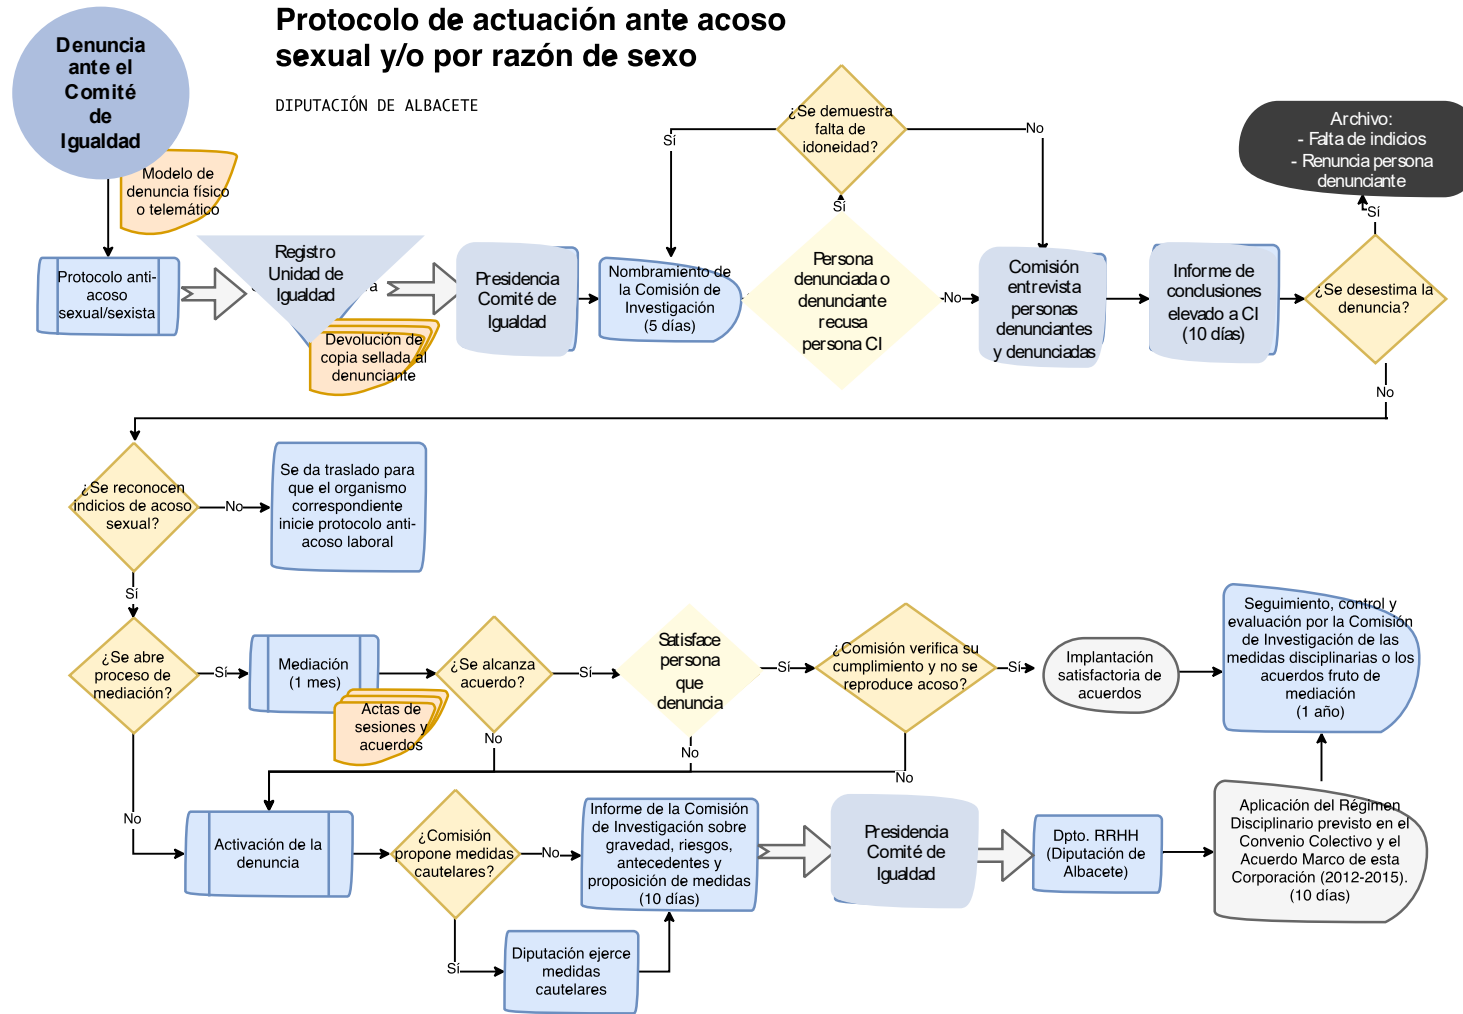 Protocolo de actuación ante acoso
sexual y/o por razón de sexo
DIPUTACIÓN DE ALBACETE
Denuncia
ante el
Comité
de
Igualdad
Modelo de
denuncia físico
o telemático
Protocolo anti-
acoso
sexual/sexista
Registro
Unidad de
Igualdad
Devolución de
copia sellada al
denunciante
Presidencia
Comité de
Igualdad
Nombramiento de
la Comisión de
Investigación
(5 días)
¿Se demuestra
falta de
idoneidad?
Sí
No
Sí
Persona
denunciada o
denunciante
recusa
persona CI
No
Comisión
entrevista
personas
denunciantes
y denunciadas
Informe de
conclusiones
elevado a CI
(10 días)
¿Se desestima la
denuncia?
Sí
Archivo:
- Falta de indicios
- Renuncia persona
denunciante
No
¿Se reconocen
indicios de acoso
sexual?
No
Se da traslado para
que el organismo
correspondiente
inicie protocolo anti-
acoso laboral
Sí
¿Se abre
proceso de
mediación?
Sí
Mediación
(1 mes)
Actas de
sesiones y
acuerdos
¿Se alcanza
acuerdo?
Sí
No
Satisface
persona
que
denuncia
Sí
No
¿Comisión verifica su
cumplimiento y no se
reproduce acoso?
Sí
No
Implantación
satisfactoria de
acuerdos
Seguimiento, control y
evaluación por la Comisión
de Investigación de las
medidas disciplinarias o los
acuerdos fruto de
mediación
(1 año)
No
Activación de la
denuncia
¿Comisión
propone medidas
cautelares?
No
Sí
Diputación ejerce
medidas
cautelares
Informe de la Comisión
de Investigación sobre
gravedad, riesgos,
antecedentes y
proposición de medidas
(10 días)
Presidencia
Comité de
Igualdad
Dpto. RRHH
(Diputación de
Albacete)
Aplicación del Régimen
Disciplinario previsto en el
Convenio Colectivo y el
Acuerdo Marco de esta
Corporación (2012-2015).
(10 días)